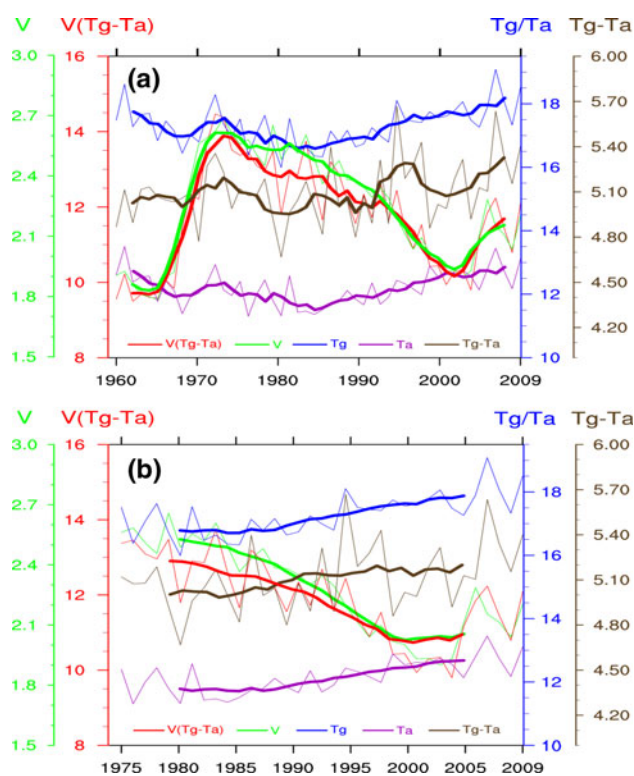 V V(Tg-Ta) Tg/Ta Tg-Ta
3.0 16 6.00
(a)
2.7 18 5.70
14
16 5.40
2.4
12 5.10
14
2.1 4.80
10 12 4.50
1.8
V(Tg-Ta) V Tg Ta Tg-Ta
4.20
1.5 8 10
1960 1970 1980 1990 2000 2009
V V(Tg-Ta) Tg/Ta Tg-Ta
3.0 16 6.00
(b)
2.7 18 5.70
14
16 5.40
2.4
12 5.10
14
2.1 4.80
10 12 4.50
1.8
V(Tg-Ta) V Tg Ta Tg-Ta
4.20
1.5 8 10
1975 1980 1985 1990 1995 2000 2005 2009